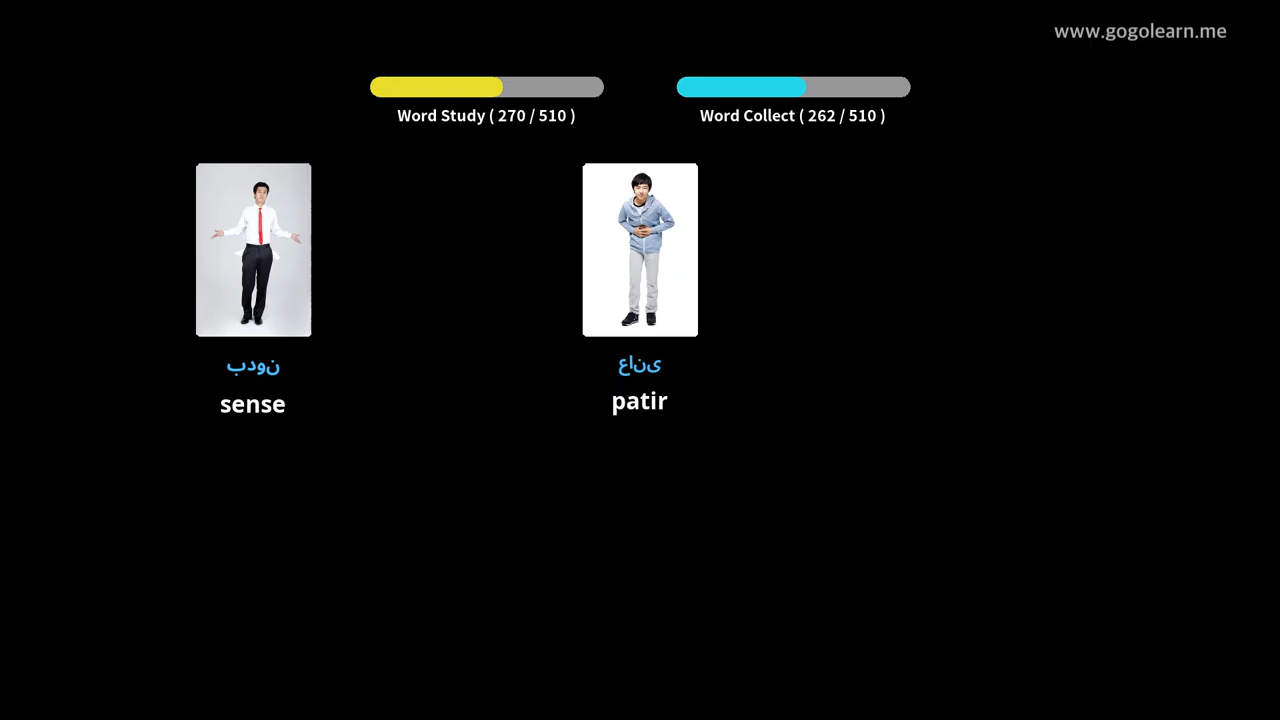 www.gogolearn.me
Word Study ( 270 / 510 )
Word Collect ( 262 / 510 )
بدون
عانى
sense
patir